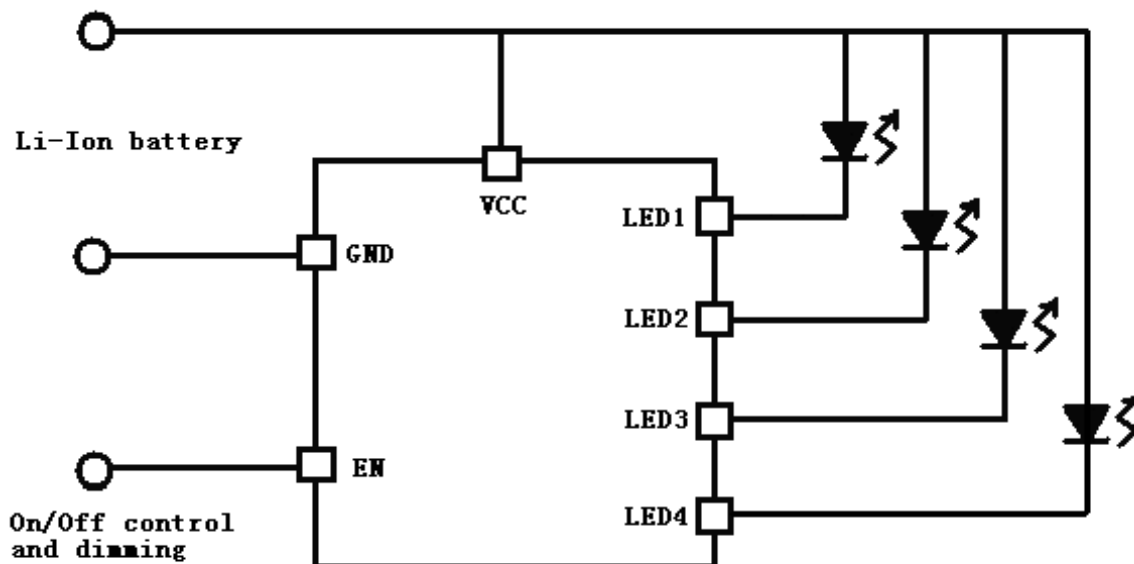 Li-Ion battery
VCC
LED1
GND
LED2
LED3
EN
LED4
On/Off control
and dimming